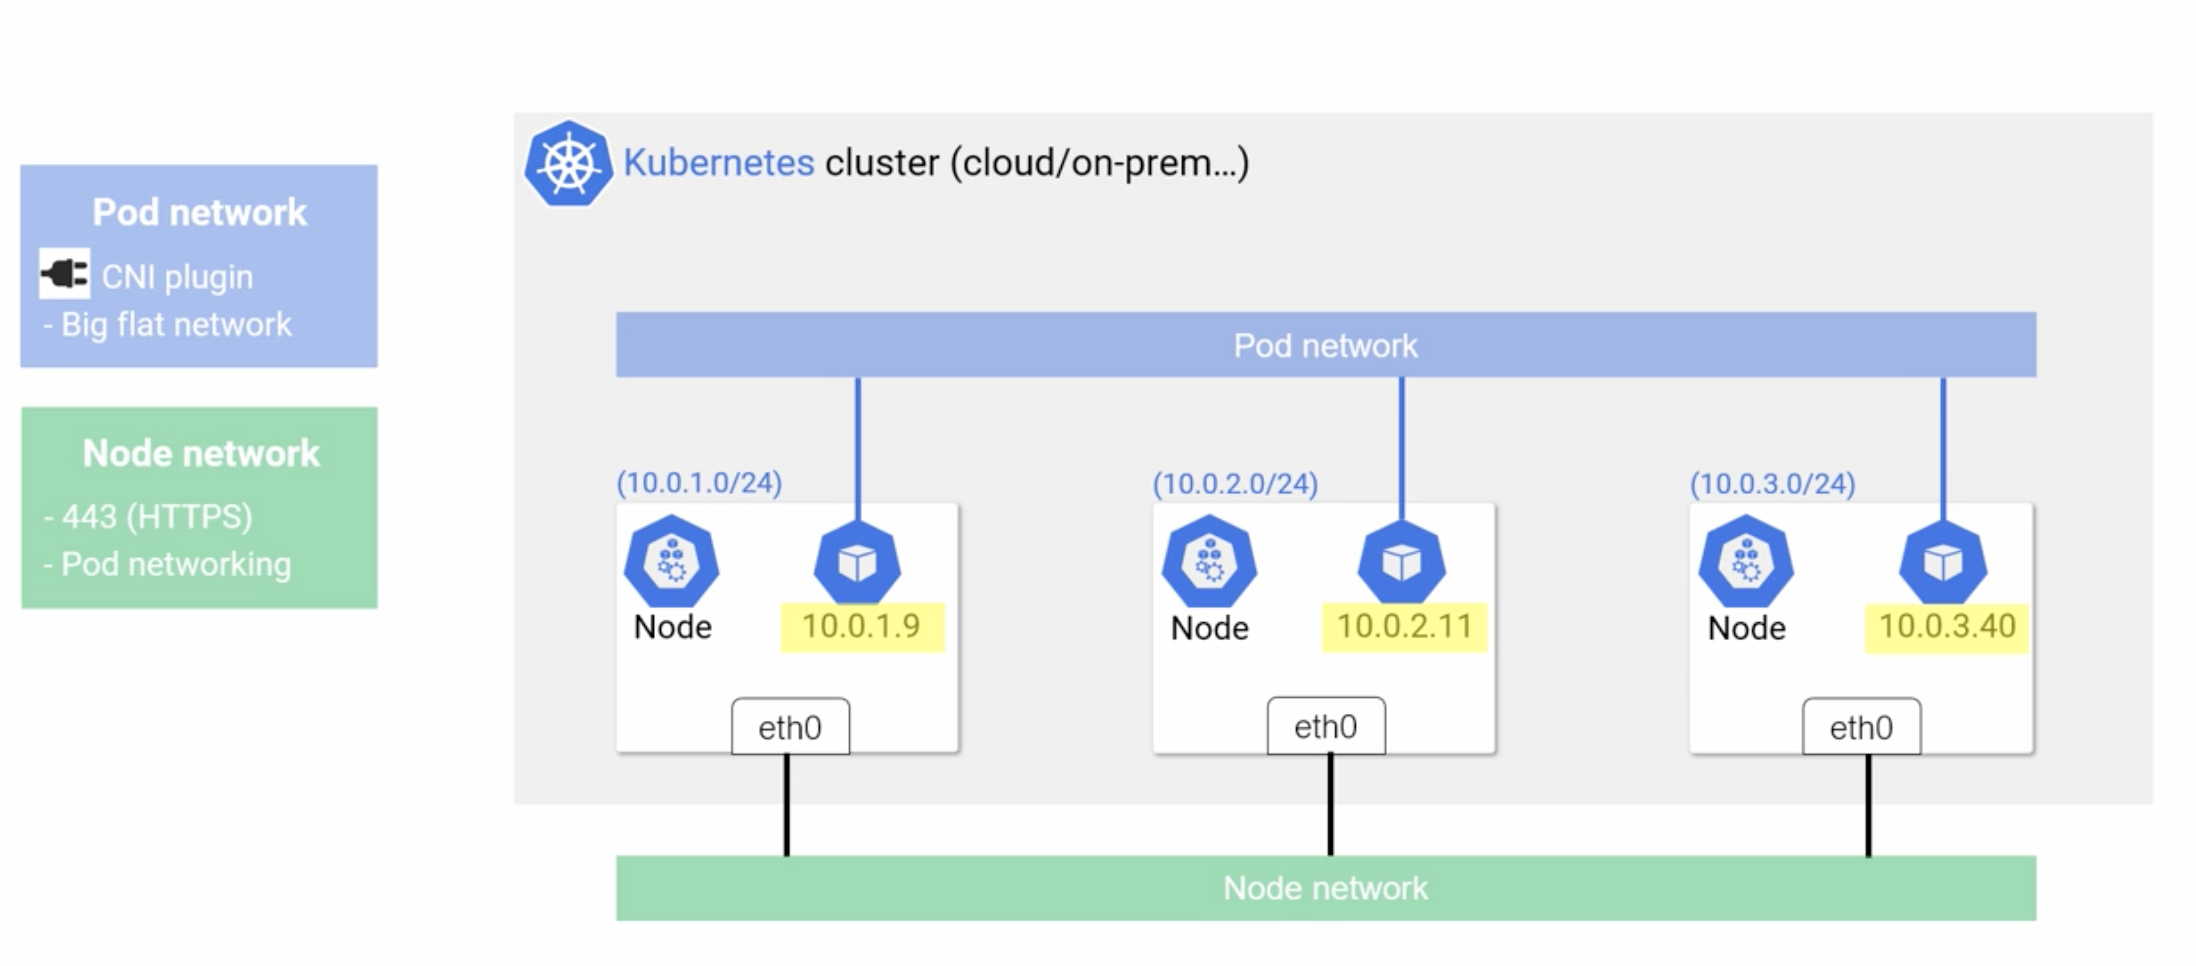 Kubernetes cluster (cloud/on-prem…)
Pod network
CNI plugin
- Big flat network
Node network
- 443 (HTTPS)
- Pod networking
Pod network
(10.0.1.0/24)
(10.0.2.0/24)
(10.0.3.0/24)
Node
10.0.1.9
Node
10.0.2.11
Node
10.0.3.40
eth0
eth0
eth0
Node network